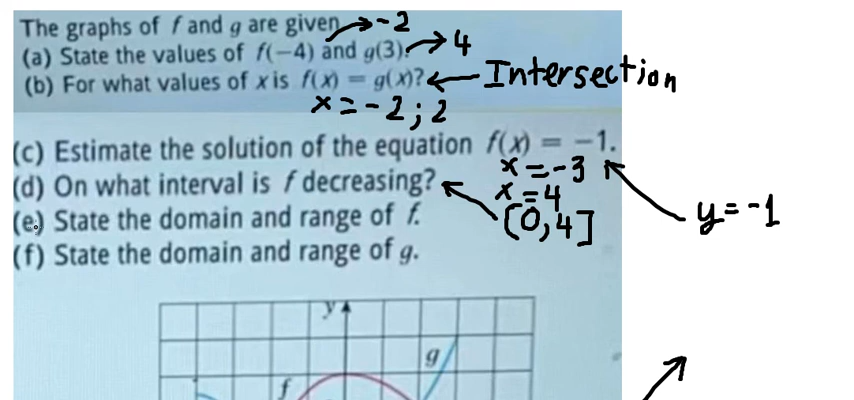 The graphs of f and g are given → -2
(a) State the values of f(−4) and g(3). → 4
(b) For what values of x is f(x) = g(x)? ← Intersection
x = -2 ; 2
(c) Estimate the solution of the equation f(x) = −1.
x = -3
(d) On what interval is f decreasing?
x = 4
y = -1
(e) State the domain and range of f.
[0,4]
(f) State the domain and range of g.
y
g
f